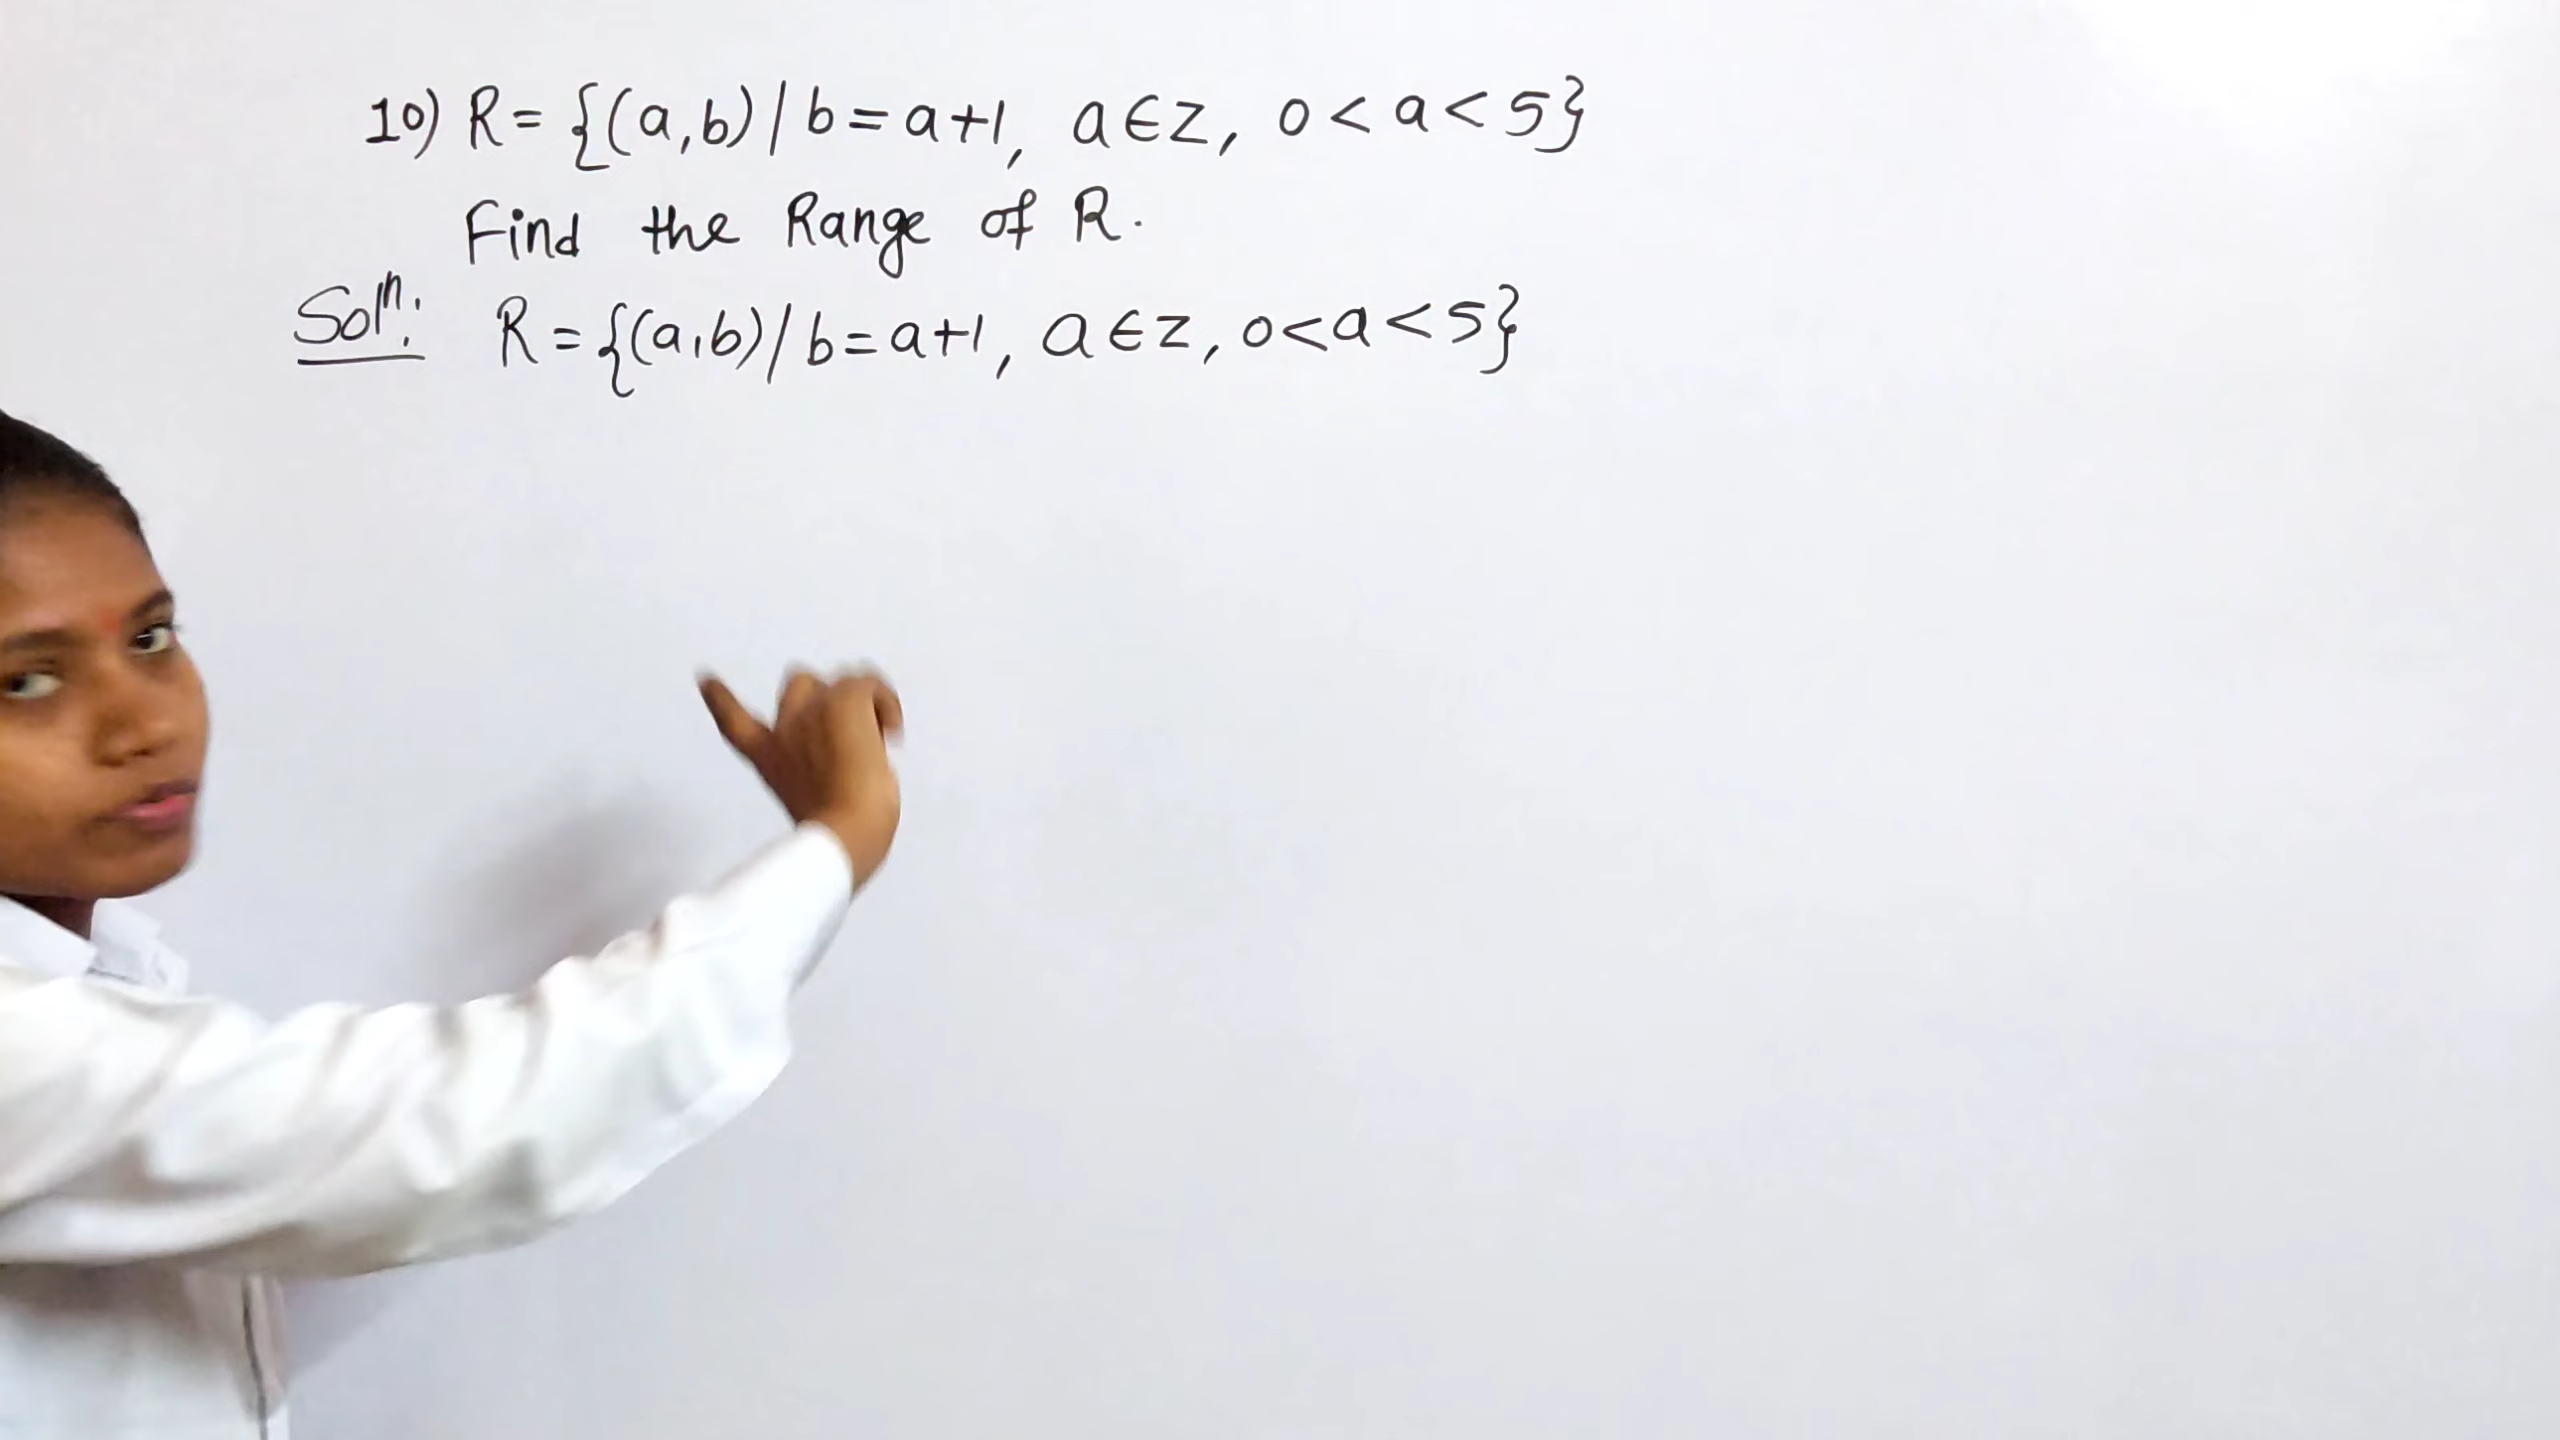 10) R = {(a,b) / b = a+1, a ∈ Z, 0 < a < 5}
Find the Range of R.
Solⁿ: R = {(a,b) / b = a+1, a ∈ Z, 0 < a < 5}